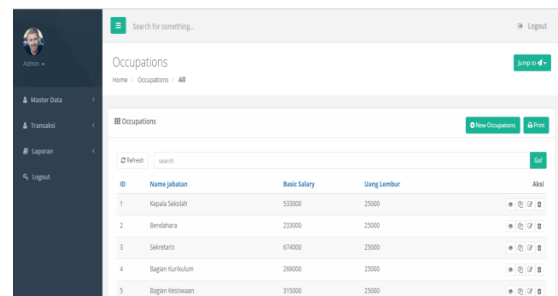 Search for something...
Logout
Admin
Occupations
Jump to
Home / Occupations / All
Master Data
Transaksi
Laporan
Logout
Occupations
New Occupations
Print
Refresh
search
Go!
ID Name Jabatan Basic Salary Uang Lembur Aksi
1 Kepala Sekolah 533000 25000
2 Bendahara 233000 25000
3 Sekretaris 674000 25000
4 Bagian Kurikulum 269000 25000
5 Bagian Kesiswaan 315000 25000